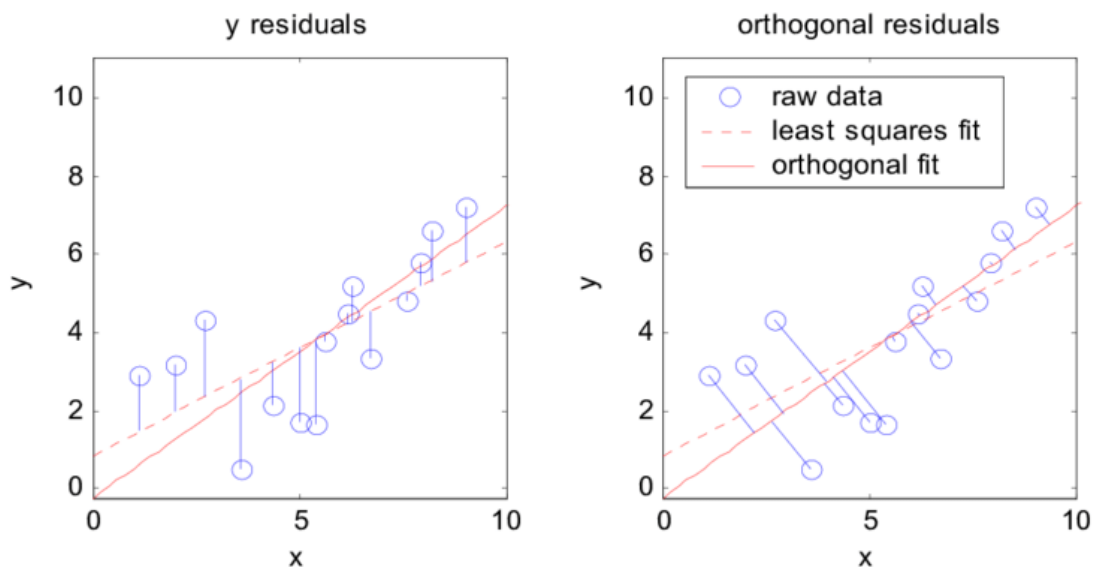 y residuals
10
8
6
4
2
0
0 5 10
y
x
orthogonal residuals
raw data
least squares fit
orthogonal fit
10
8
6
4
2
0
0 5 10
y
x